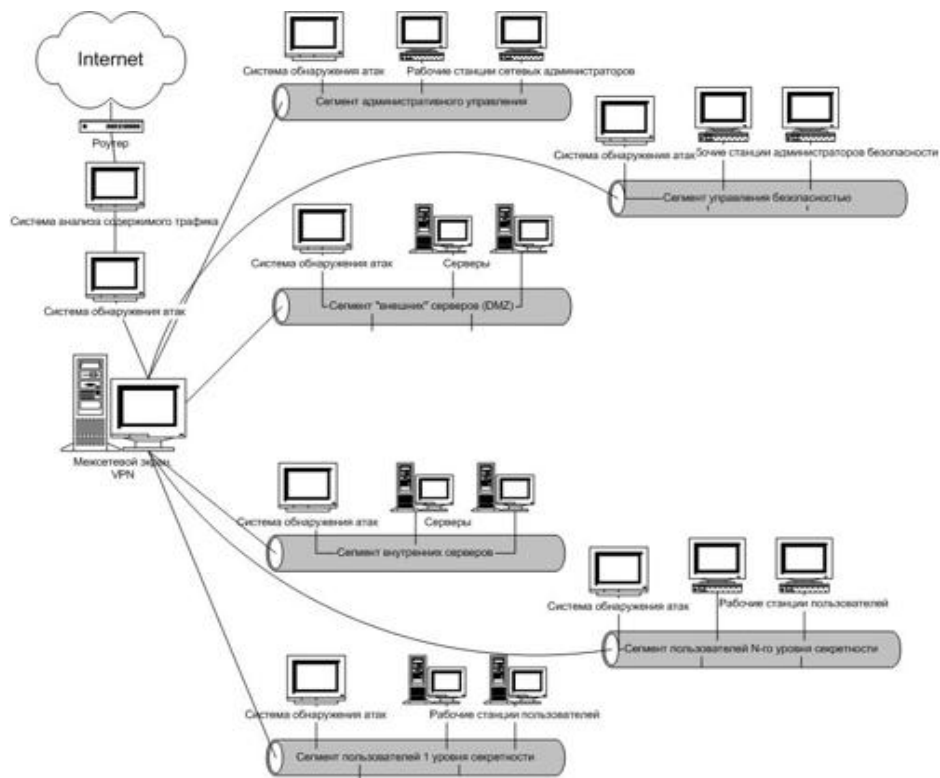 Internet
Роутер
Система анализа содержимого трафика
Система обнаружения атак
Межсетевой экран,
VPN
Система обнаружения атак
Рабочие станции сетевых администраторов
Сегмент административного управления
Система обнаружения атак
бочие станции администраторов безопасности
Сегмент управления безопасностью
Система обнаружения атак
Серверы
Сегмент "внешних" серверов (DMZ)
Система обнаружения атак
Серверы
Сегмент внутренних серверов
Система обнаружения атак
Рабочие станции пользователей
Сегмент пользователей N-го уровня секретности
Система обнаружения атак
Рабочие станции пользователей
Сегмент пользователей 1 уровня секретности